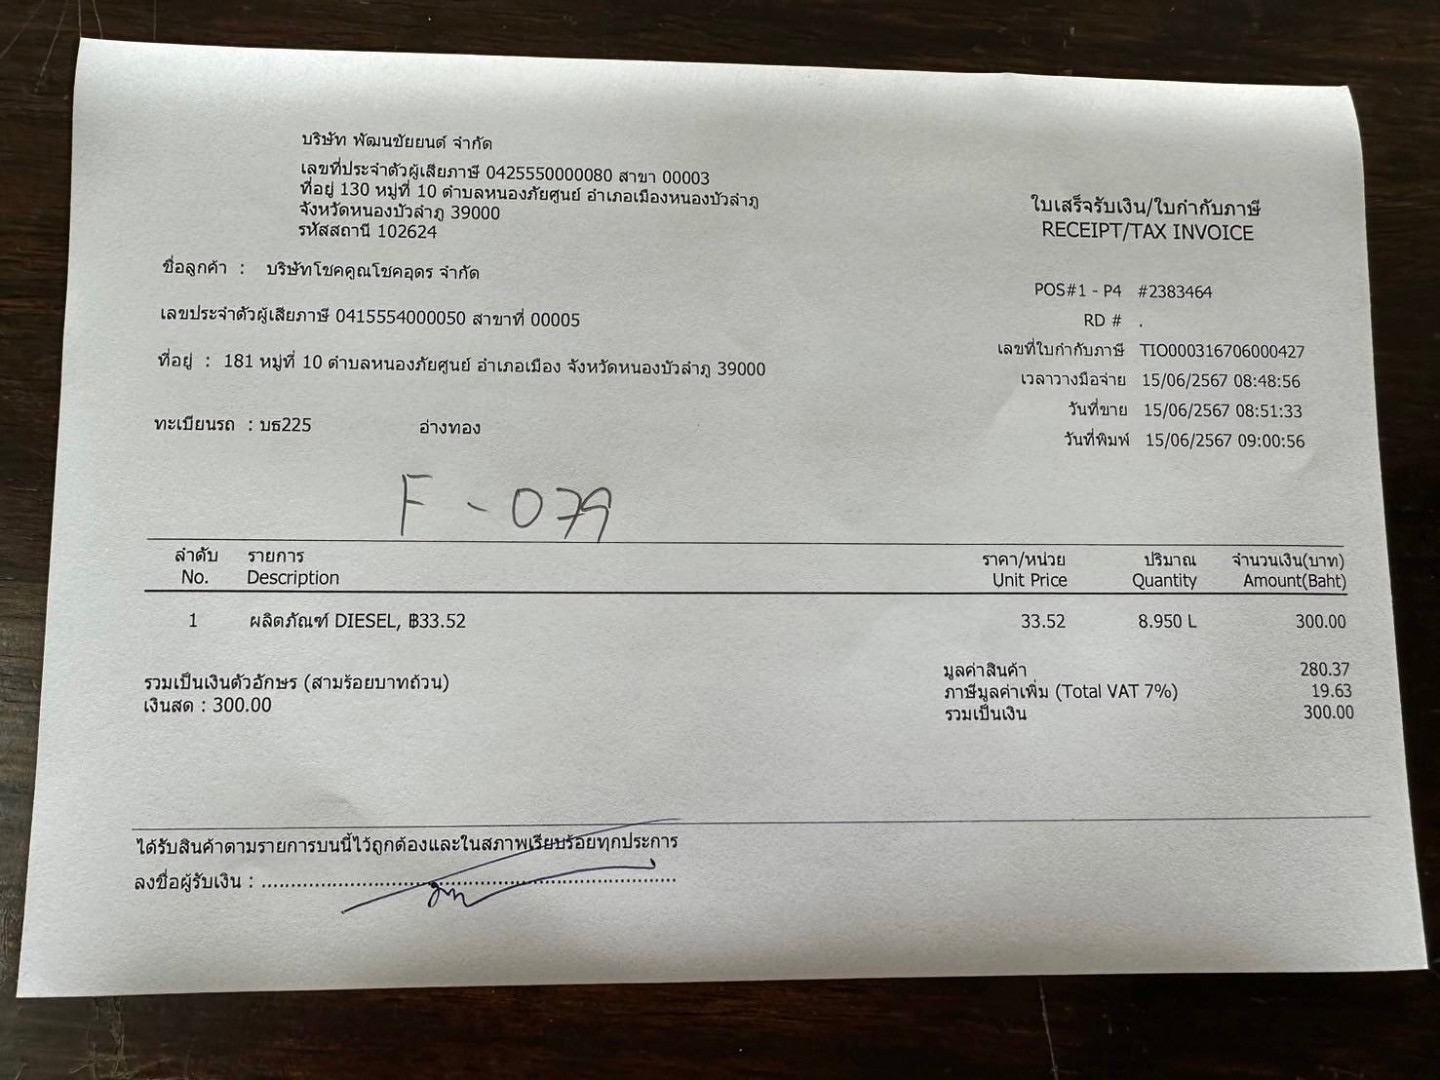 บริษัท พัฒนชัยยนต์ จำกัด
เลขที่ประจำตัวผู้เสียภาษี 0425550000080 สาขา 00003
ที่อยู่ 130 หมู่ที่ 10 ตำบลหนองภัยศูนย์ อำเภอเมืองหนองบัวลำภู
จังหวัดหนองบัวลำภู 39000
รหัสสถานี 102624
ใบเสร็จรับเงิน/ใบกำกับภาษี
RECEIPT/TAX INVOICE
ชื่อลูกค้า : บริษัทโชคคูณโชคอุดร จำกัด
เลขประจำตัวผู้เสียภาษี 0415554000050 สาขาที่ 00005
ที่อยู่ : 181 หมู่ที่ 10 ตำบลหนองภัยศูนย์ อำเภอเมือง จังหวัดหนองบัวลำภู 39000
ทะเบียนรถ : บธ225 อ่างทอง
POS#1 - P4 #2383464
RD # .
เลขที่ใบกำกับภาษี TIO000316706000427
เวลาวางมือจ่าย 15/06/2567 08:48:56
วันที่ขาย 15/06/2567 08:51:33
วันที่พิมพ์ 15/06/2567 09:00:56
F - 079
ลำดับ รายการ ราคา/หน่วย ปริมาณ จำนวนเงิน(บาท)
No. Description Unit Price Quantity Amount(Baht)
1 ผลิตภัณฑ์ DIESEL, ฿33.52 33.52 8.950 L 300.00
มูลค่าสินค้า 280.37
รวมเป็นเงินตัวอักษร (สามร้อยบาทถ้วน) ภาษีมูลค่าเพิ่ม (Total VAT 7%) 19.63
เงินสด : 300.00 รวมเป็นเงิน 300.00
ได้รับสินค้าตามรายการบนนี้ไว้ถูกต้องและในสภาพเรียบร้อยทุกประการ
ลงชื่อผู้รับเงิน :